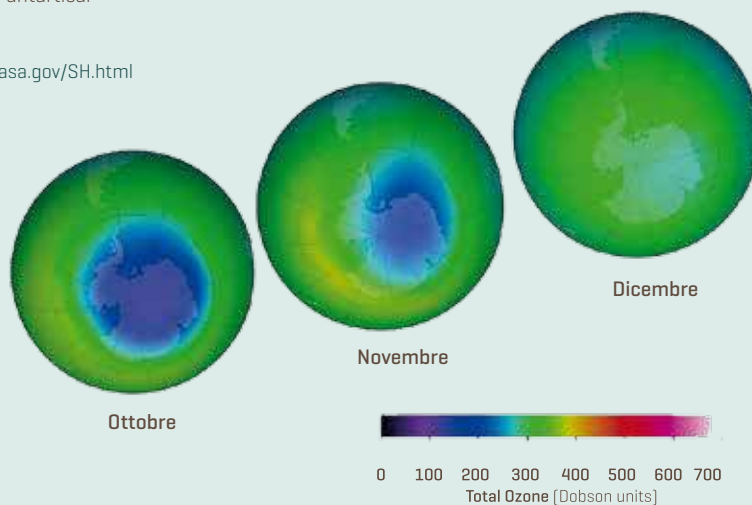 antartica.
asa.gov/SH.html
Dicembre
Novembre
Ottobre
0 100 200 300 400 500 600 700
Total Ozone [Dobson units]